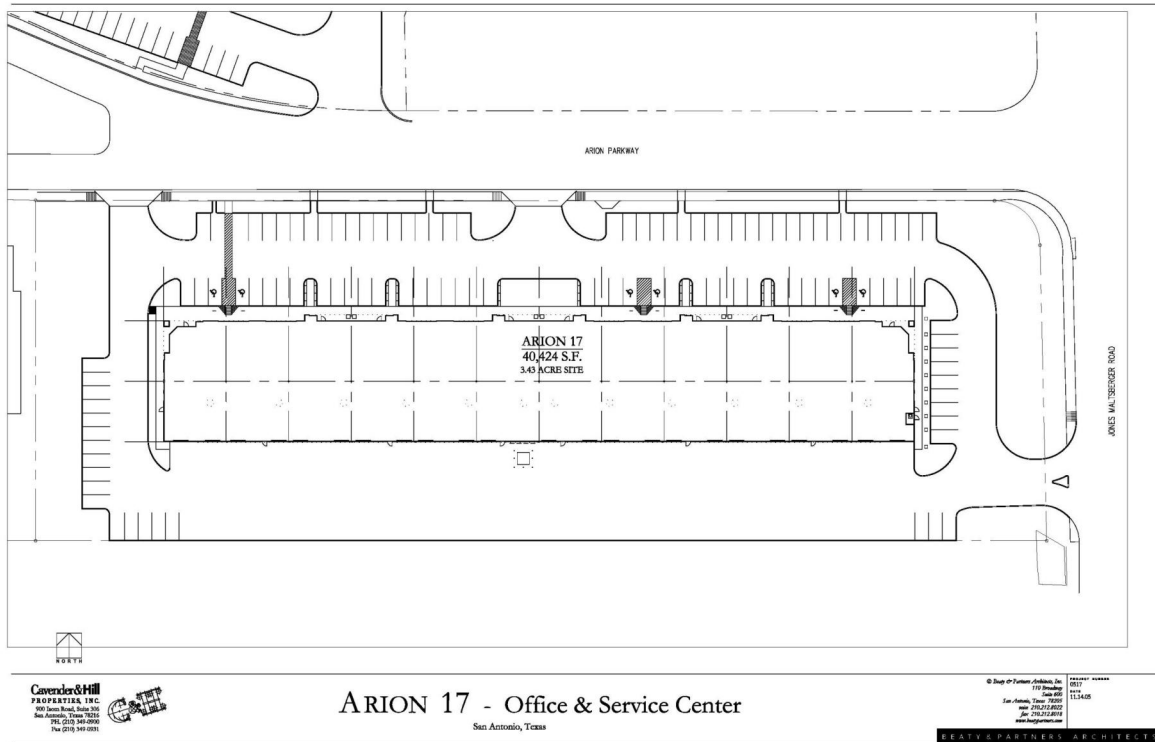 ARION PARKWAY
ARION 17
40,424 S.F.
3.43 ACRE SITE
JONES MALTSBERGER ROAD
NORTH
Cavender&Hill
PROPERTIES, INC.
900 Isom Road, Suite 306
San Antonio, Texas 78216
PH. (210) 349-0900
Fax (210) 349-0931
ARION 17 - Office & Service Center
San Antonio, Texas
© Beaty & Partners Architects, Inc.
110 Broadway
Suite 600
San Antonio, Texas 78205
main 210.212.8022
fax 210.212.8018
www.beatypartners.com
PROJECT NUMBER
0517
DATE
11.14.05
BEATY & PARTNERS ARCHITECTS